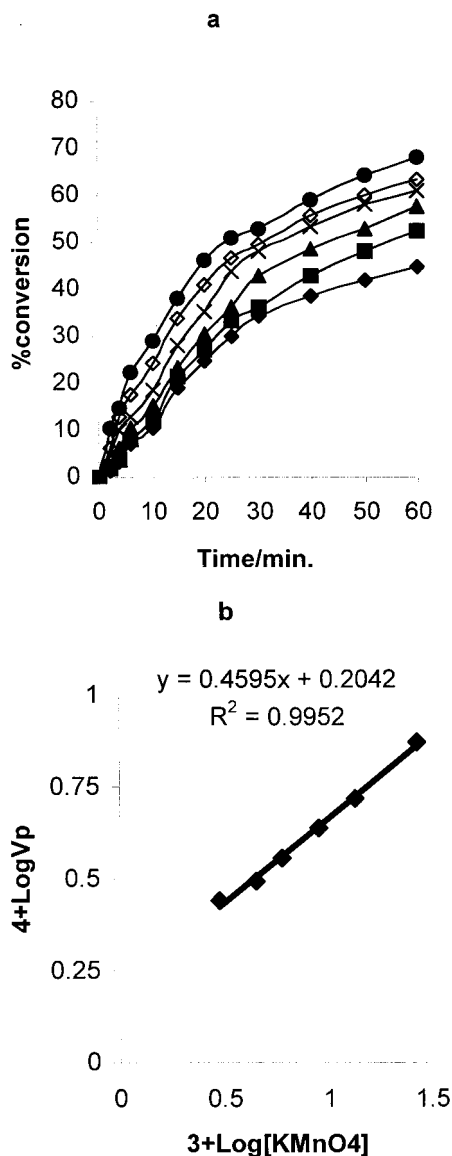 a
80
70
60
50
40
30
20
10
0
%conversion
0 10 20 30 40 50 60
Time/min.
b
y = 0.4595x + 0.2042
R² = 0.9952
1
0.75
0.5
0.25
0
4+LogVp
0 0.5 1 1.5
3+Log[KMnO4]